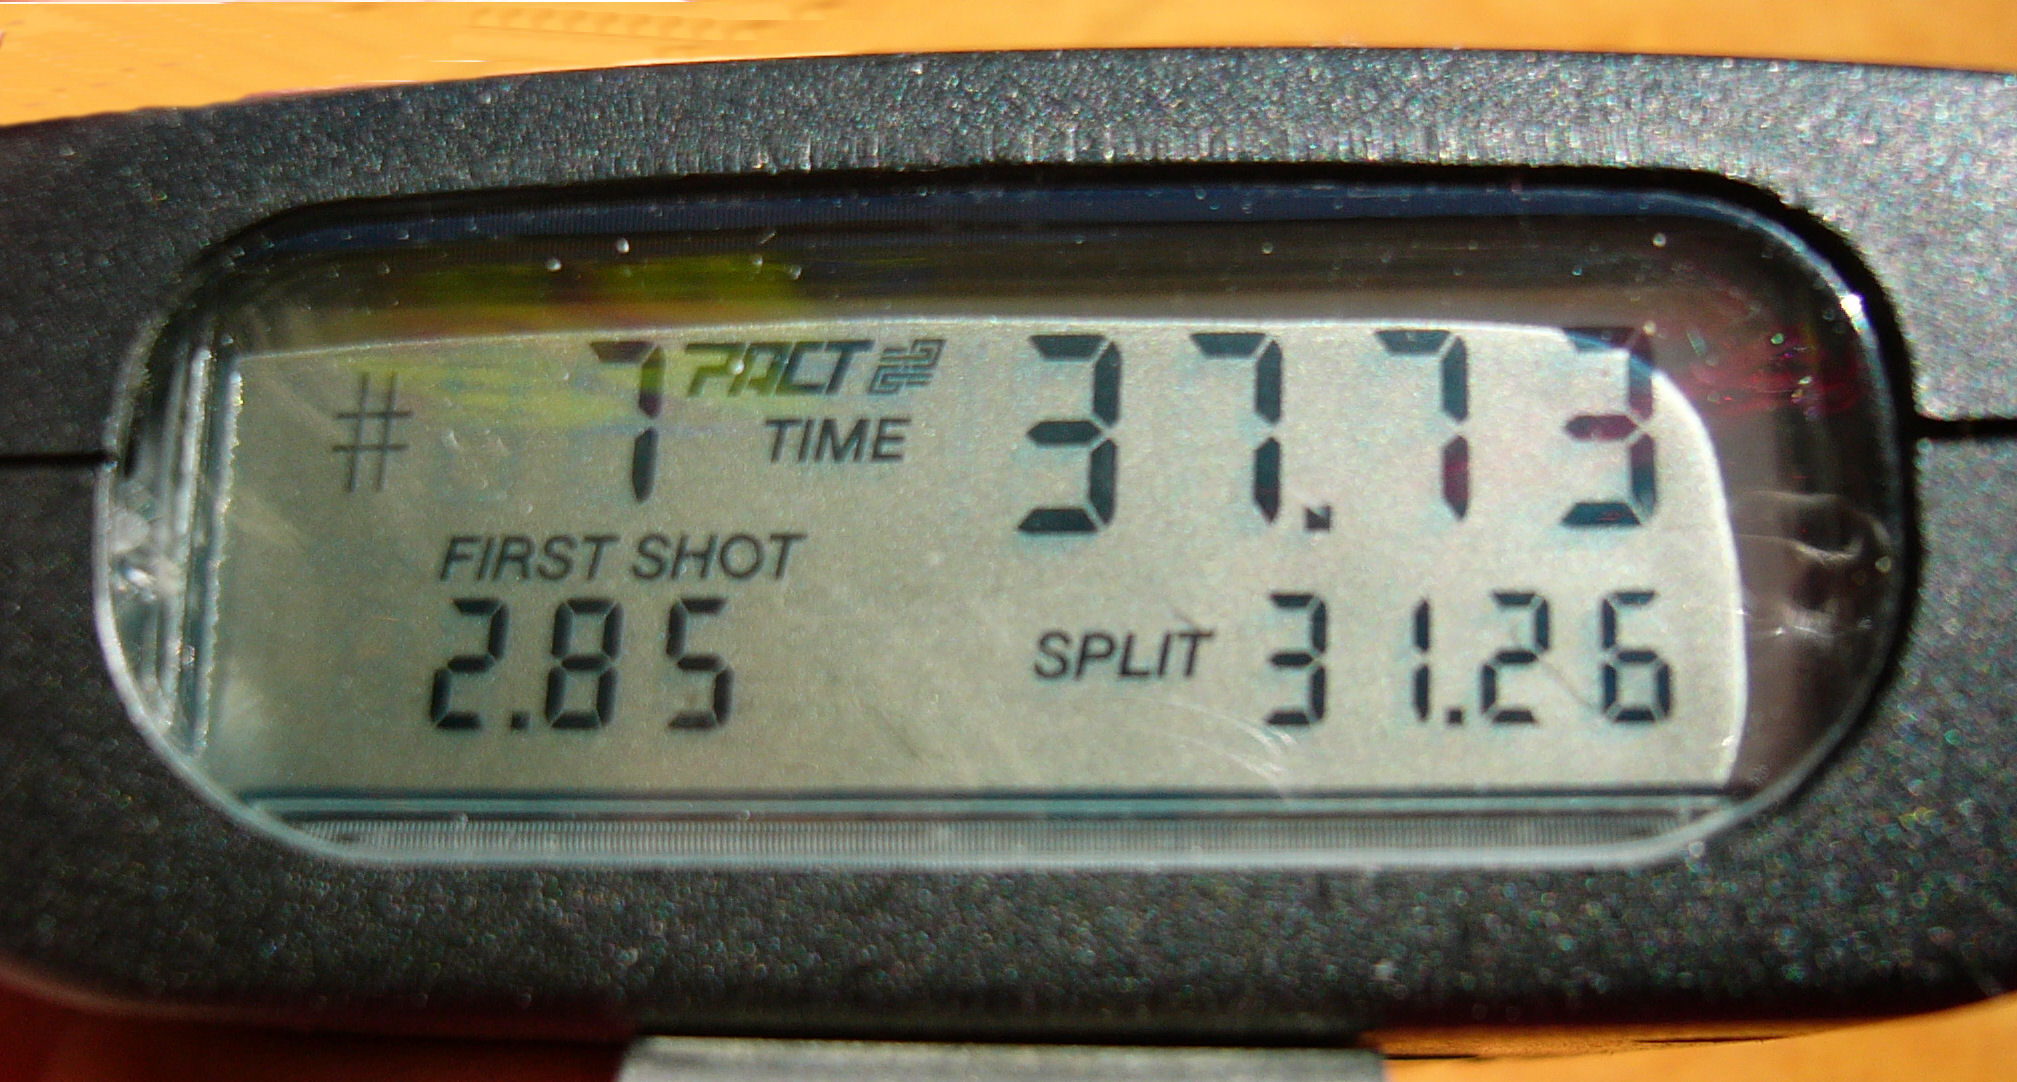 # 7 PACT TIME 37.73
FIRST SHOT
2.85 SPLIT 31.26